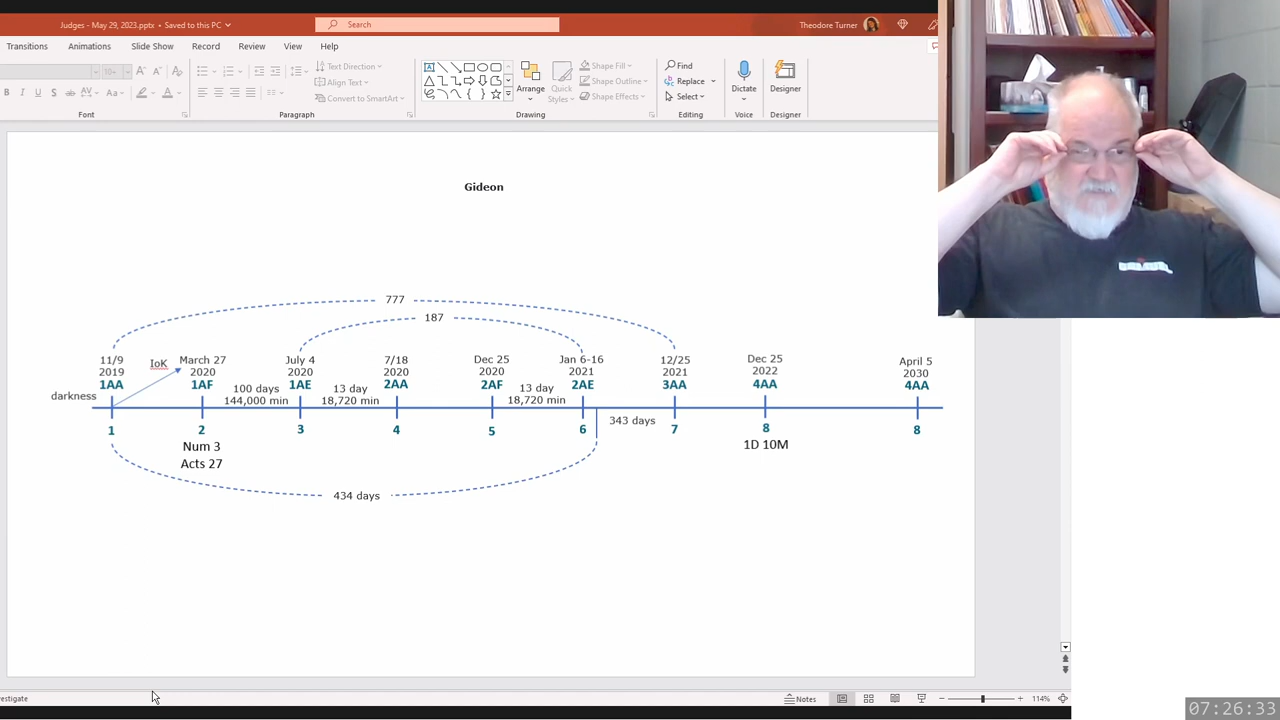 Judges - May 29, 2023.pptx • Saved to this PC
Search
Theodore Turner
Transitions Animations Slide Show Record Review View Help
Text Direction
Align Text
Convert to SmartArt
Arrange
Quick
Styles
Shape Fill
Shape Outline
Shape Effects
Find
Replace
Select
Dictate
Designer
10+
B I U S ab AV Aa A
Font Paragraph Drawing Editing Voice Designer
Gideon
777
187
11/9 IoK March 27 July 4 7/18 Dec 25 Jan 6-16 12/25 Dec 25 April 5
2019 2020 2020 2020 2020 2021 2021 2022 2030
1AA 1AF 1AE 2AA 2AF 2AE 3AA 4AA 4AA
darkness 100 days 13 day 13 day
144,000 min 18,720 min 18,720 min
343 days
1 2 3 4 5 6 7 8 8
Num 3 1D 10M
Acts 27
434 days
vestigate
Notes
114%
07:26:33